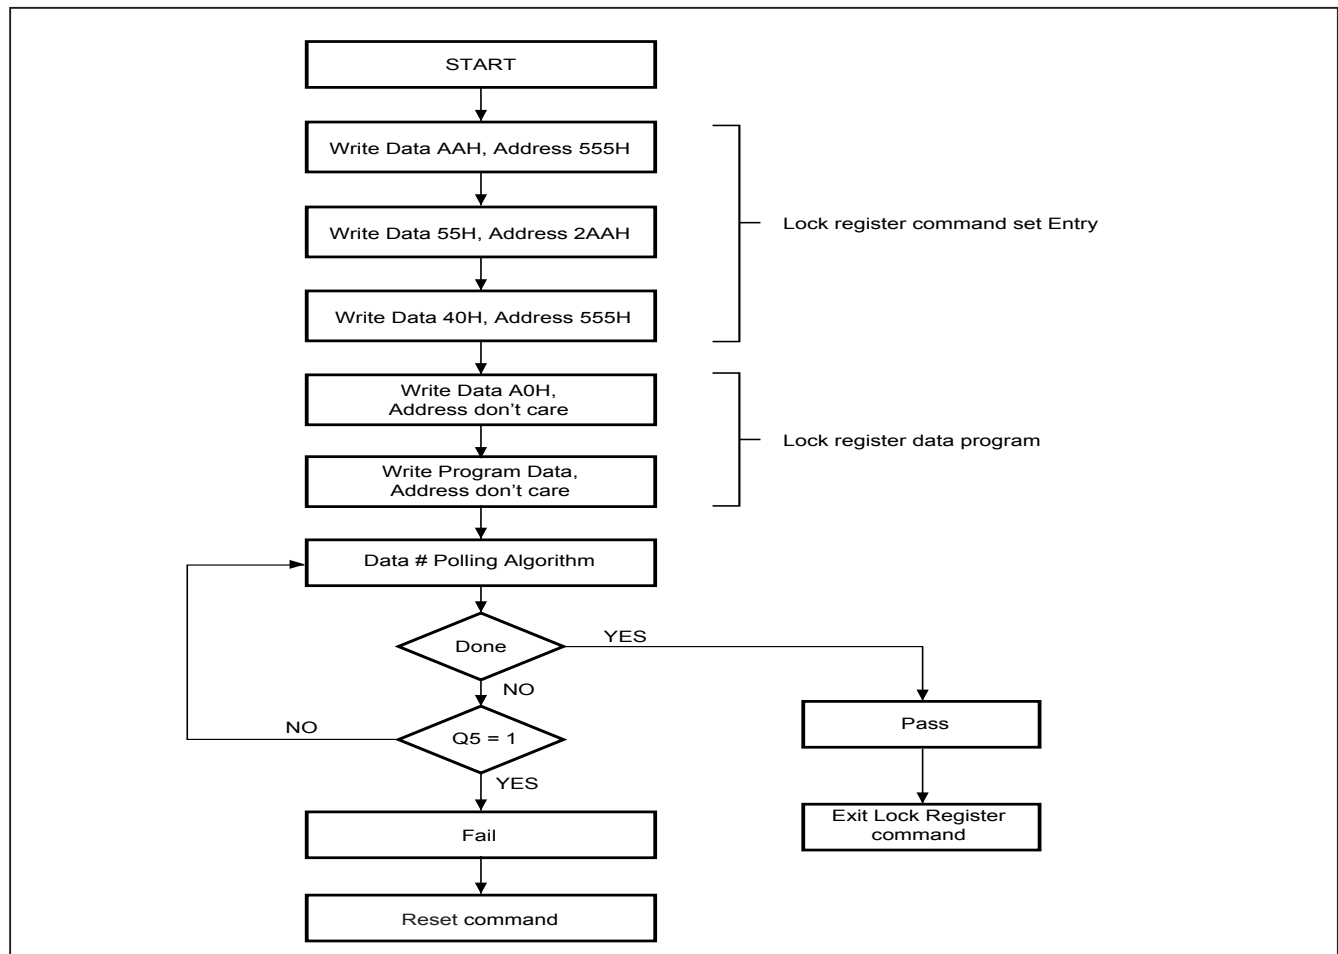 START
Write Data AAH, Address 555H
Write Data 55H, Address 2AAH
Lock register command set Entry
Write Data 40H, Address 555H
Write Data A0H,
Address don't care
Lock register data program
Write Program Data,
Address don't care
Data # Polling Algorithm
Done
YES
NO
Q5 = 1
NO
YES
Pass
Fail
Exit Lock Register
command
Reset command